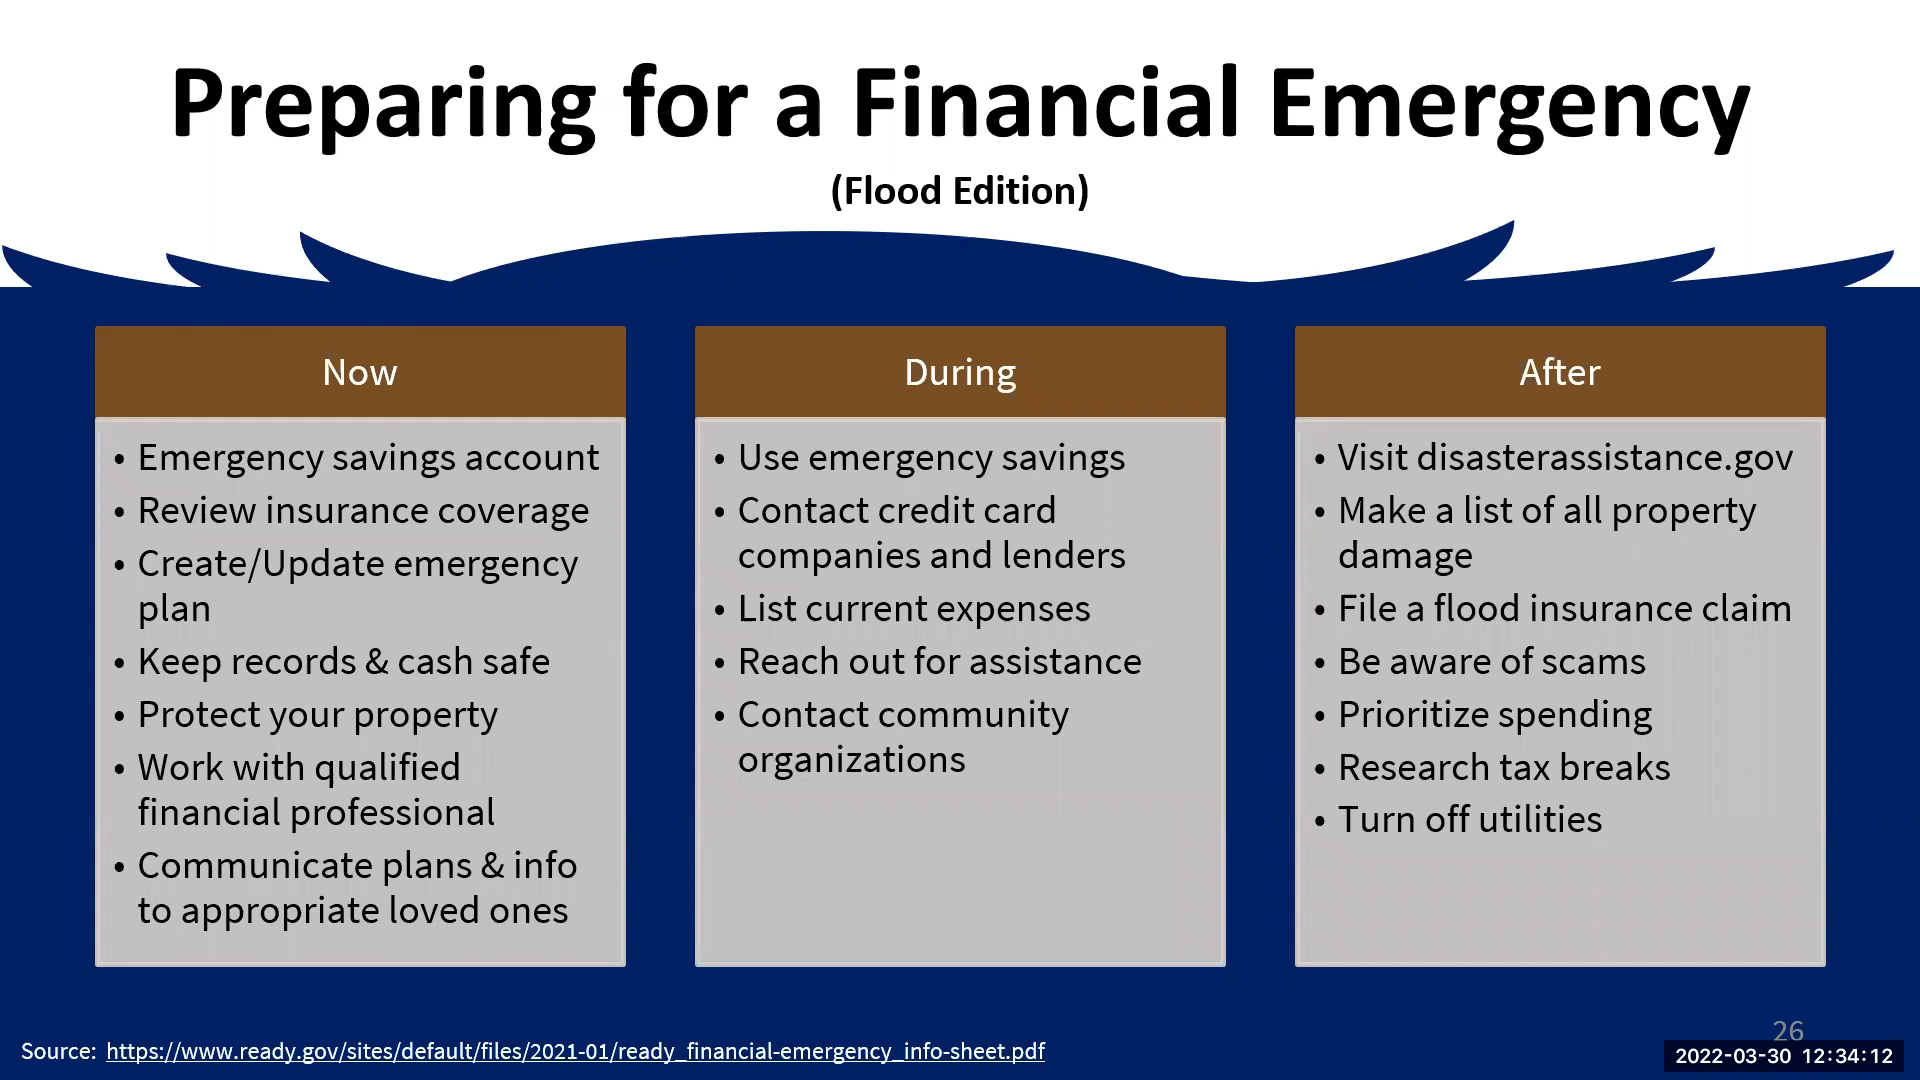 Preparing for a Financial Emergency
(Flood Edition)
Now
• Emergency savings account
• Review insurance coverage
• Create/Update emergency
plan
• Keep records & cash safe
• Protect your property
• Work with qualified
financial professional
• Communicate plans & info
to appropriate loved ones
During
• Use emergency savings
• Contact credit card
companies and lenders
• List current expenses
• Reach out for assistance
• Contact community
organizations
After
• Visit disasterassistance.gov
• Make a list of all property
damage
• File a flood insurance claim
• Be aware of scams
• Prioritize spending
• Research tax breaks
• Turn off utilities
26
Source: https://www.ready.gov/sites/default/files/2021-01/ready_financial-emergency_info-sheet.pdf
2022-03-30 12:34:12